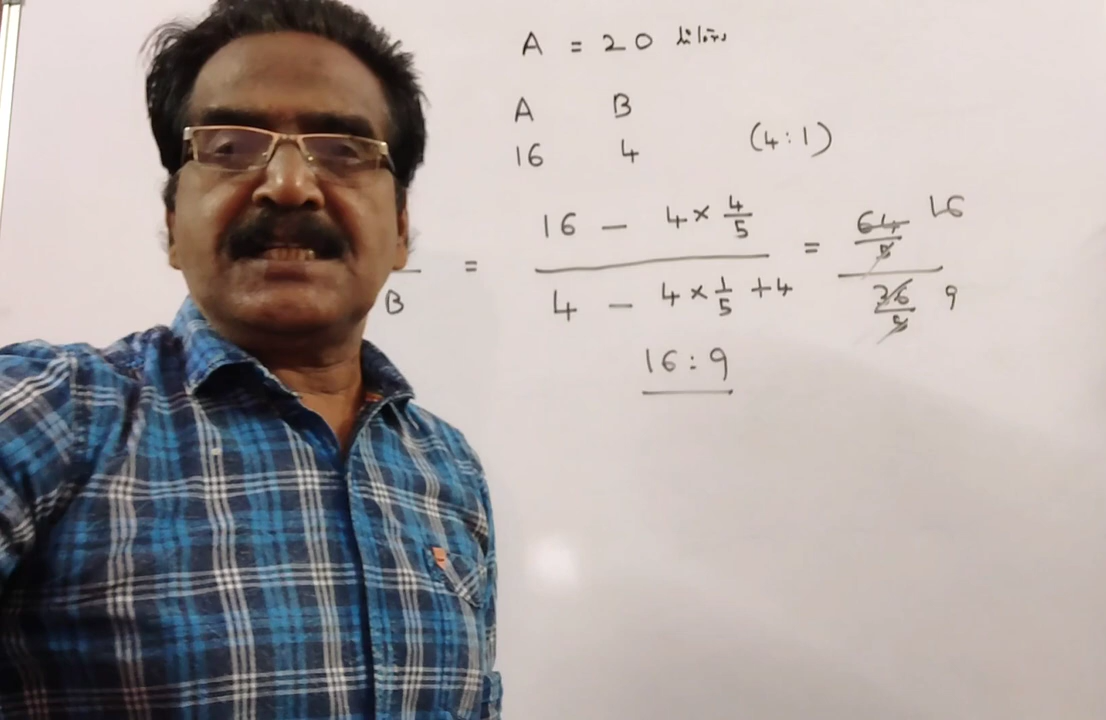 A = 20
A B
16 4 (4:1)
B = 16 - 4 × 4/5 / 4 - 4 × 1/5 + 4 = 64/5 16 / 36/5 9
16 : 9